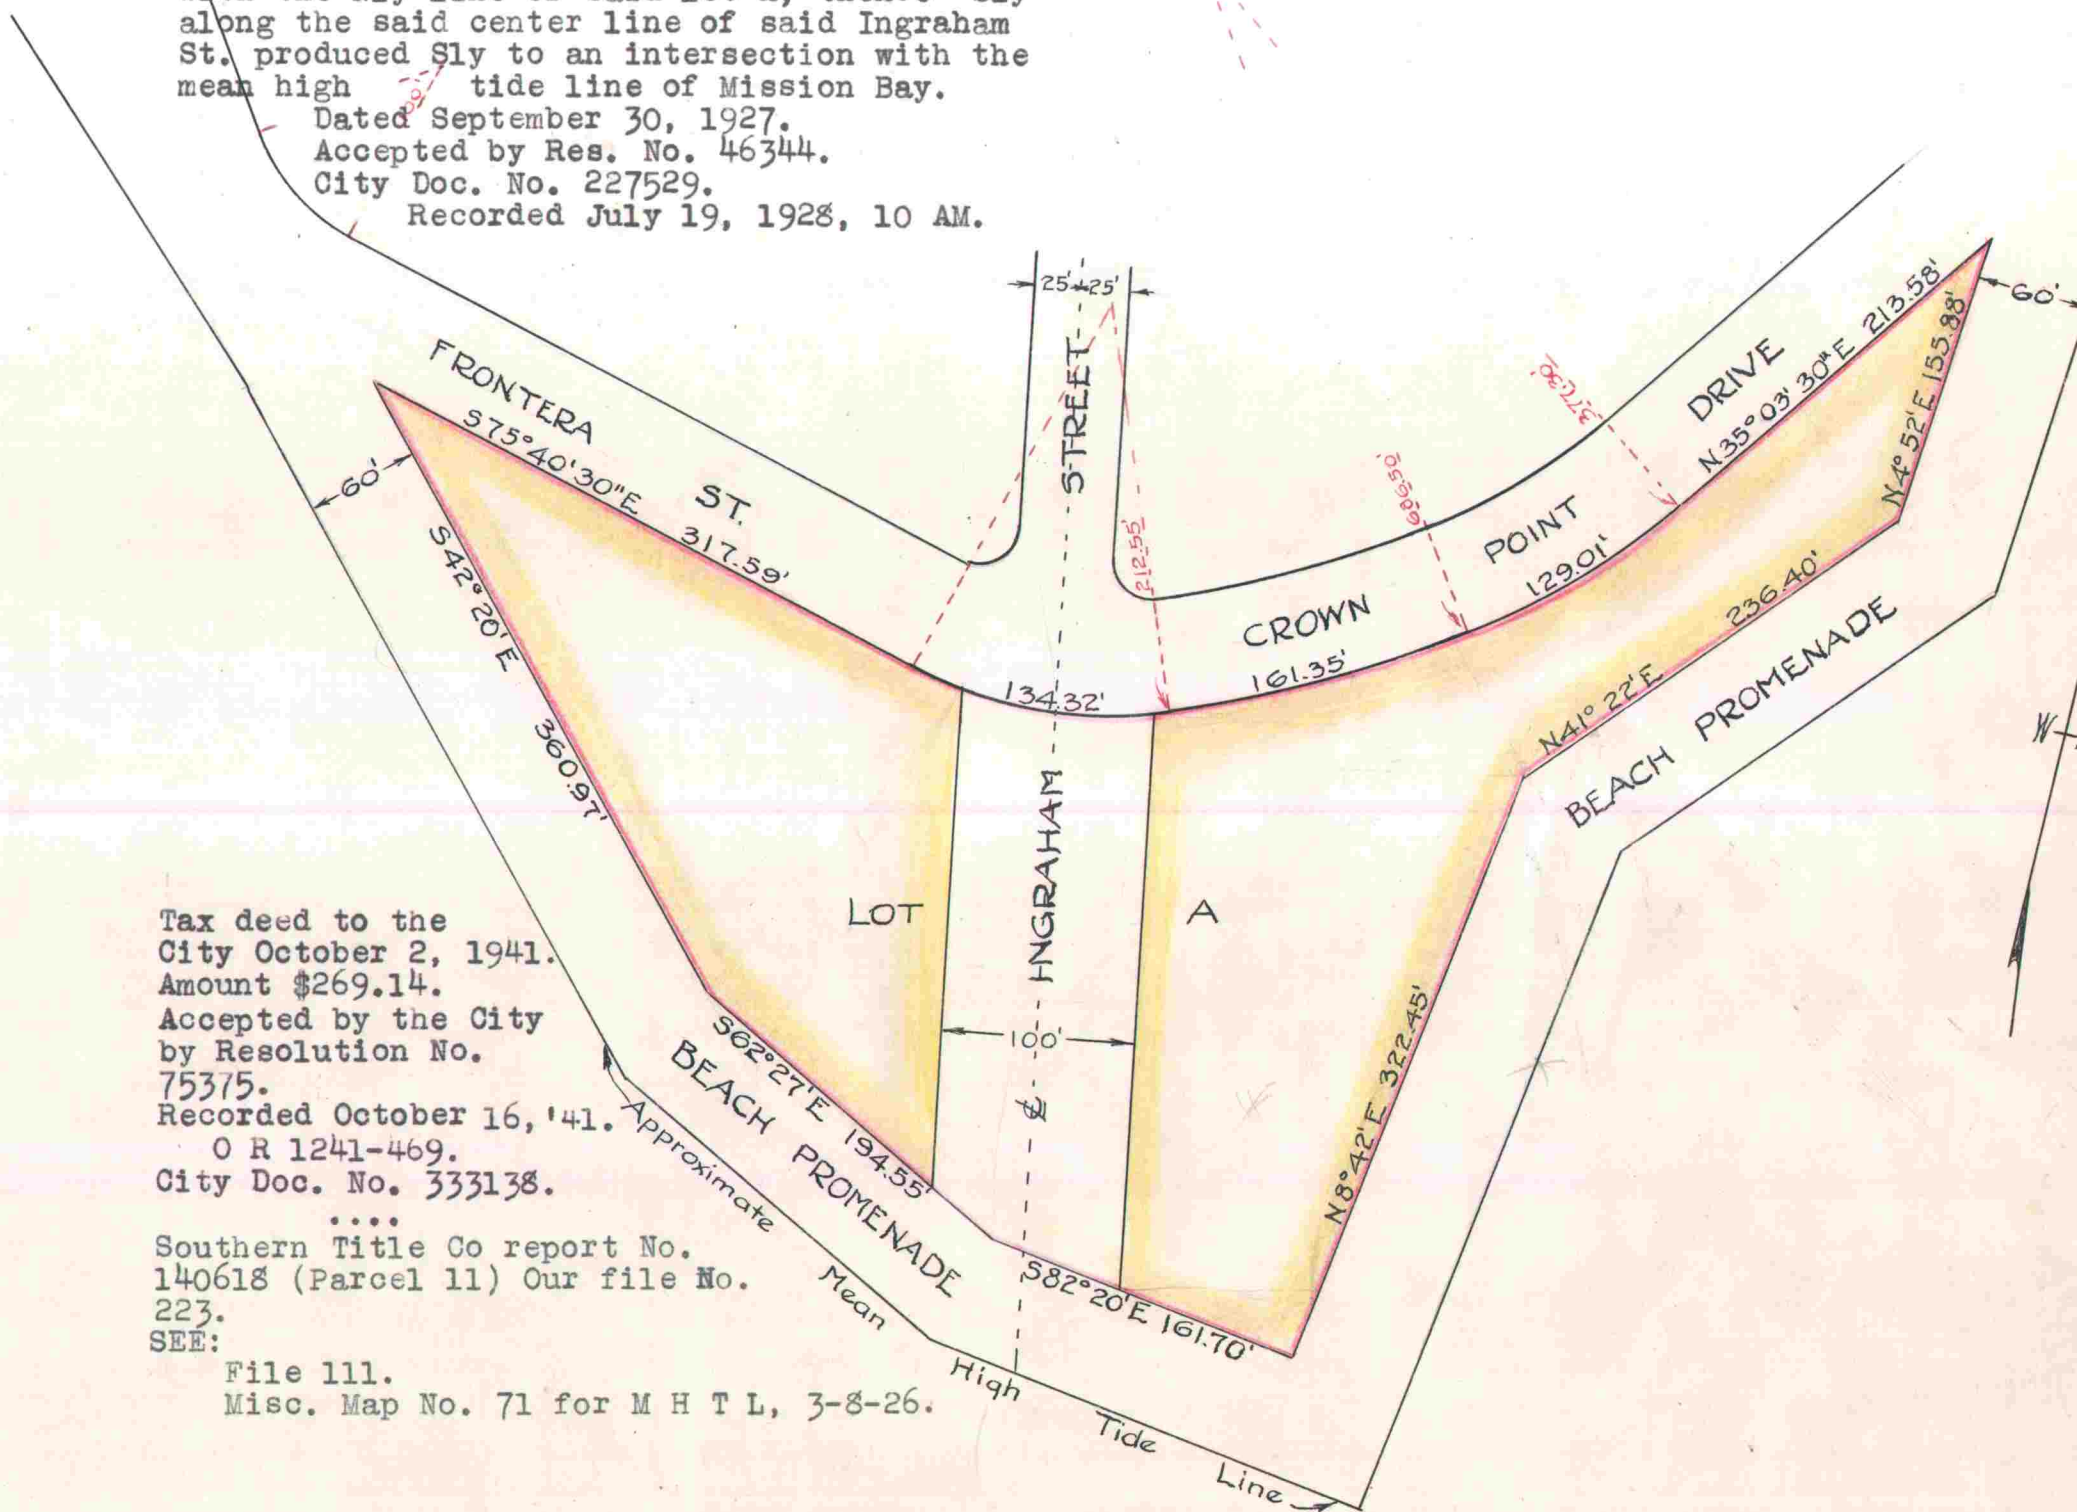 along the said center line of said Ingraham
St. produced Sly to an intersection with the
mean high tide line of Mission Bay.
Dated September 30, 1927.
Accepted by Res. No. 46344.
City Doc. No. 227529.
Recorded July 19, 1928, 10 AM.
25' 25'
STREET
FRONTERA
ST.
S75°40'30"E
317.59'
60'
S42°20'E
360.97'
212.55'
686.50'
377.30'
CROWN
POINT
DRIVE
134.32'
161.35'
129.01'
N35°03'30"E 213.58'
60'
N4°52'E 155.88'
236.40'
N41°22'E
BEACH PROMENADE
W
INGRAHAM
LOT
A
100'
℄
N8°42'E 322.45'
S62°27'E 194.55'
BEACH PROMENADE
S82°20'E 161.70'
Approximate
Mean
High
Tide
Line
Tax deed to the
City October 2, 1941.
Amount $269.14.
Accepted by the City
by Resolution No.
75375.
Recorded October 16, '41.
O R 1241-469.
City Doc. No. 333138.
....
Southern Title Co report No.
140618 (Parcel 11) Our file No.
223.
SEE:
File 111.
Misc. Map No. 71 for M H T L, 3-8-26.